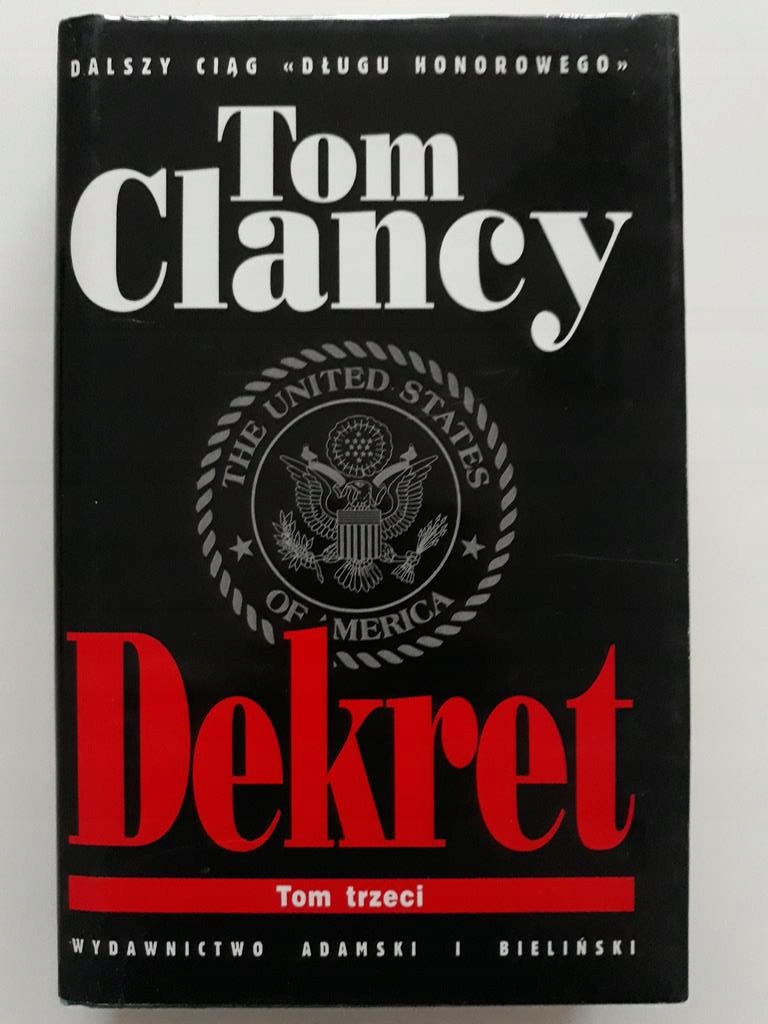 DALSZY CIĄG «DŁUGU HONOROWEGO»
Tom
Clancy
THE UNITED STATES
OF AMERICA
Dekret
Tom trzeci
WYDAWNICTWO ADAMSKI I BIELIŃSKI